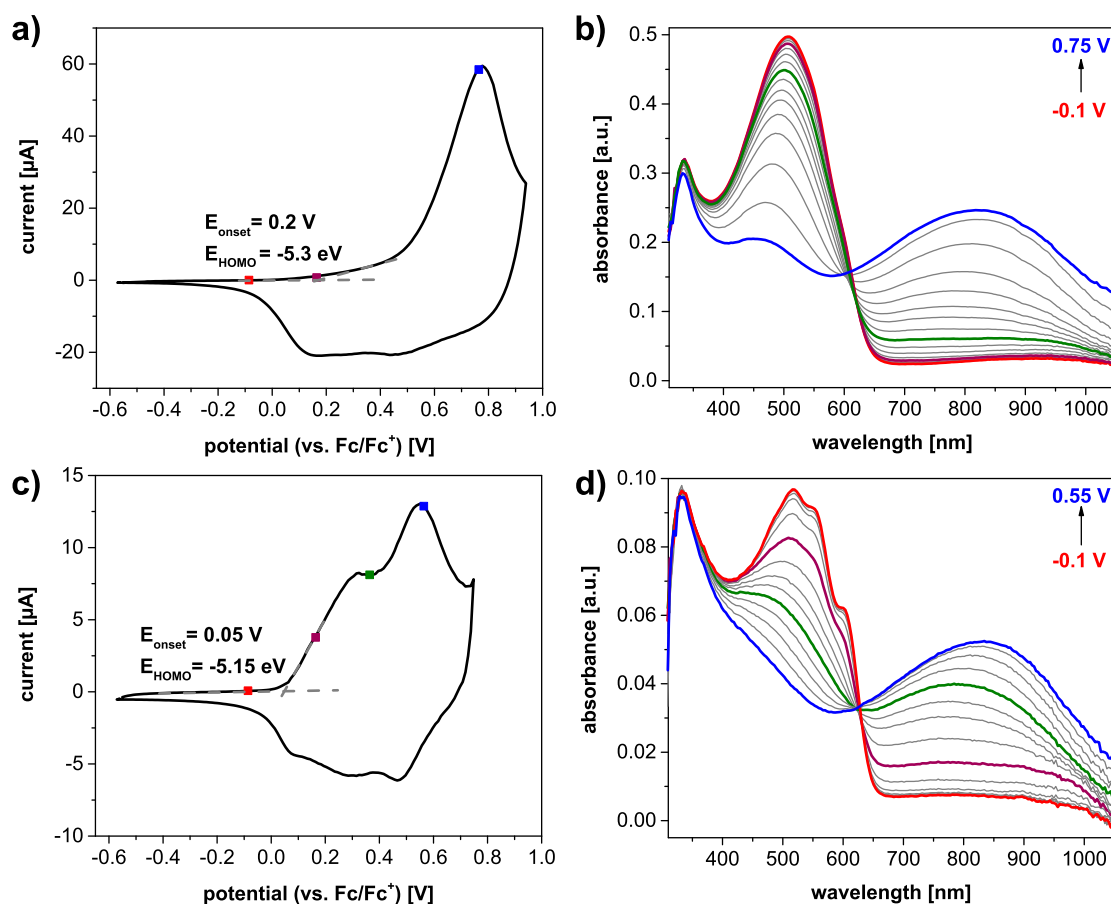 a)
60
40
20
0
-20
current [µA]
E_onset= 0.2 V
E_HOMO= -5.3 eV
-0.6 -0.4 -0.2 0.0 0.2 0.4 0.6 0.8 1.0
potential (vs. Fc/Fc⁺) [V]
b)
0.5
0.4
0.3
0.2
0.1
0.0
absorbance [a.u.]
0.75 V
-0.1 V
400 500 600 700 800 900 1000
wavelength [nm]
c)
15
10
5
0
-5
-10
current [µA]
E_onset= 0.05 V
E_HOMO= -5.15 eV
-0.6 -0.4 -0.2 0.0 0.2 0.4 0.6 0.8 1.0
potential (vs. Fc/Fc⁺) [V]
d)
0.10
0.08
0.06
0.04
0.02
0.00
absorbance [a.u.]
0.55 V
-0.1 V
400 500 600 700 800 900 1000
wavelength [nm]